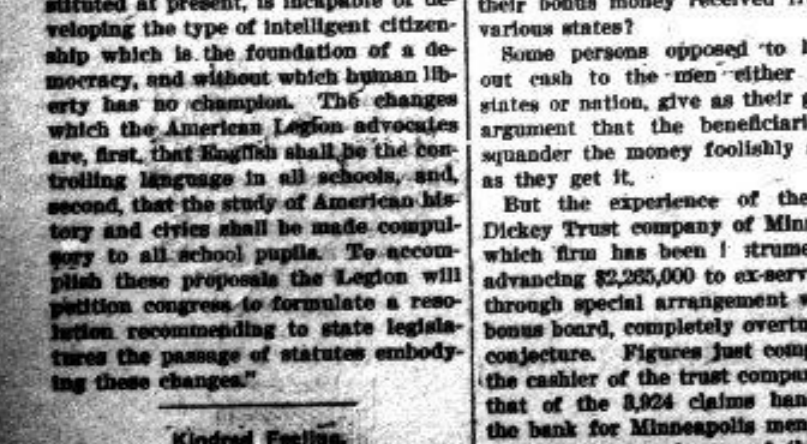 stituted at present, is incapable of de-
veloping the type of intelligent citizen-
ship which is the foundation of a de-
mocracy, and without which human lib-
erty has no champion. The changes
which the American Legion advocates
are, first, that English shall be the con-
trolling language in all schools, and,
second, that the study of American his-
tory and civics shall be made compul-
sory to all school pupils. To accom-
plish these proposals the Legion will
petition congress to formulate a reso-
lution recommending to state legisla-
tures the passage of statutes embody-
ing these changes."
Kindred Feeling.
their bonus money received
various states?
Some persons opposed to
out cash to the men either
states or nation, give as their
argument that the beneficiari
squander the money foolishly
as they get it.
But the experience of the
Dickey Trust company of Minn
which firm has been i strume
advancing $2,265,000 to ex-serv
through special arrangement
bonus board, completely overtu
conjecture. Figures just comp
the cashier of the trust compan
that of the 3,924 claims han
the bank for Minneapolis men